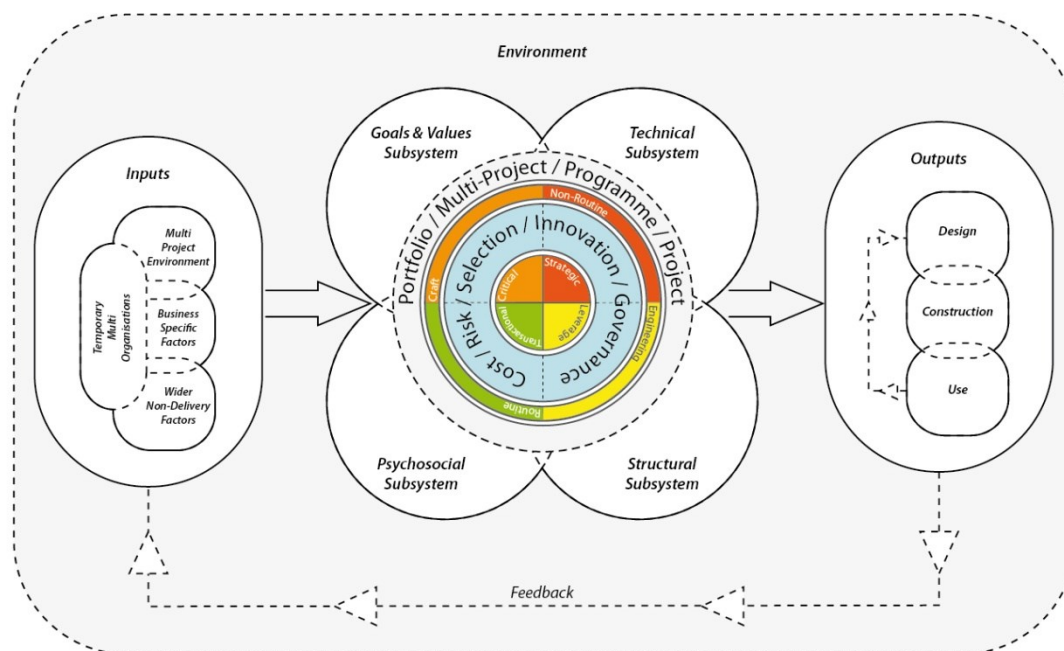 Environment
Inputs
Multi
Project
Environment
Temporary
Multi
Organisations
Business
Specific
Factors
Wider
Non-Delivery
Factors
Goals & Values
Subsystem
Technical
Subsystem
Portfolio / Multi-Project / Programme / Project
Non-Routine
Craft
Engineering
Routine
Cost / Risk / Selection / Innovation / Governance
Critical
Strategic
Transactional
Leverage
Psychosocial
Subsystem
Structural
Subsystem
Outputs
Design
Construction
Use
Feedback